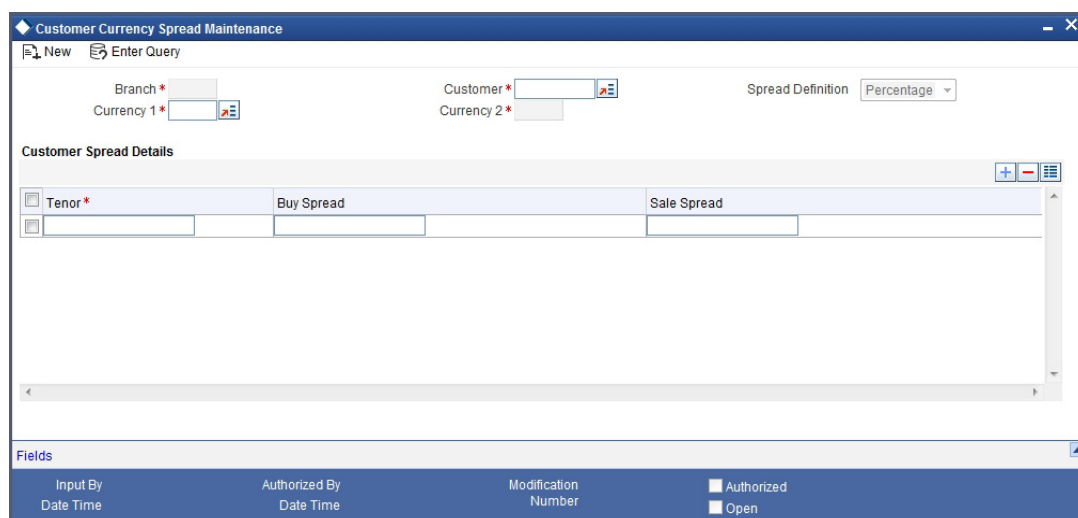 Customer Currency Spread Maintenance
New Enter Query
Branch * Customer * Spread Definition Percentage
Currency 1 * Currency 2 *
Customer Spread Details
Tenor * Buy Spread Sale Spread
Fields
Input By Authorized By Modification Number Authorized
Date Time Date Time Open